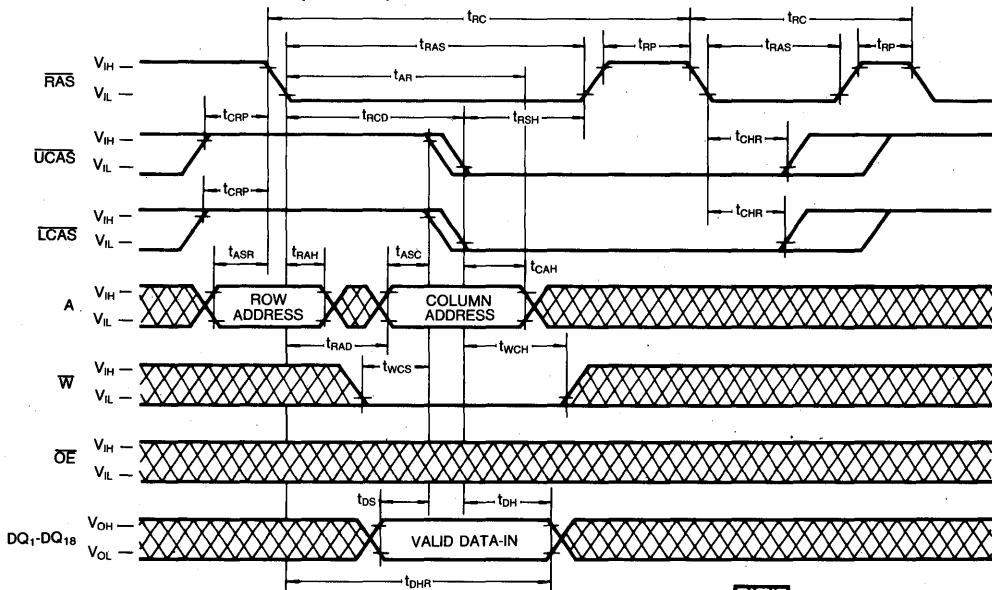 tRC tRC
tRAS tRP tRAS tRP
tAR
RAS VIH
VIL
tCRP tRCD tRSH tCHR
UCAS VIH
VIL
tCRP tCHR
LCAS VIH
VIL
tASR tRAH tASC tCAH
A VIH
VIL
ROW ADDRESS
COLUMN ADDRESS
tRAD tWCH
tWCS
W VIH
VIL
OE VIH
VIL
tDS tDH
DQ1-DQ18 VOH
VOL
VALID DATA-IN
tDHR